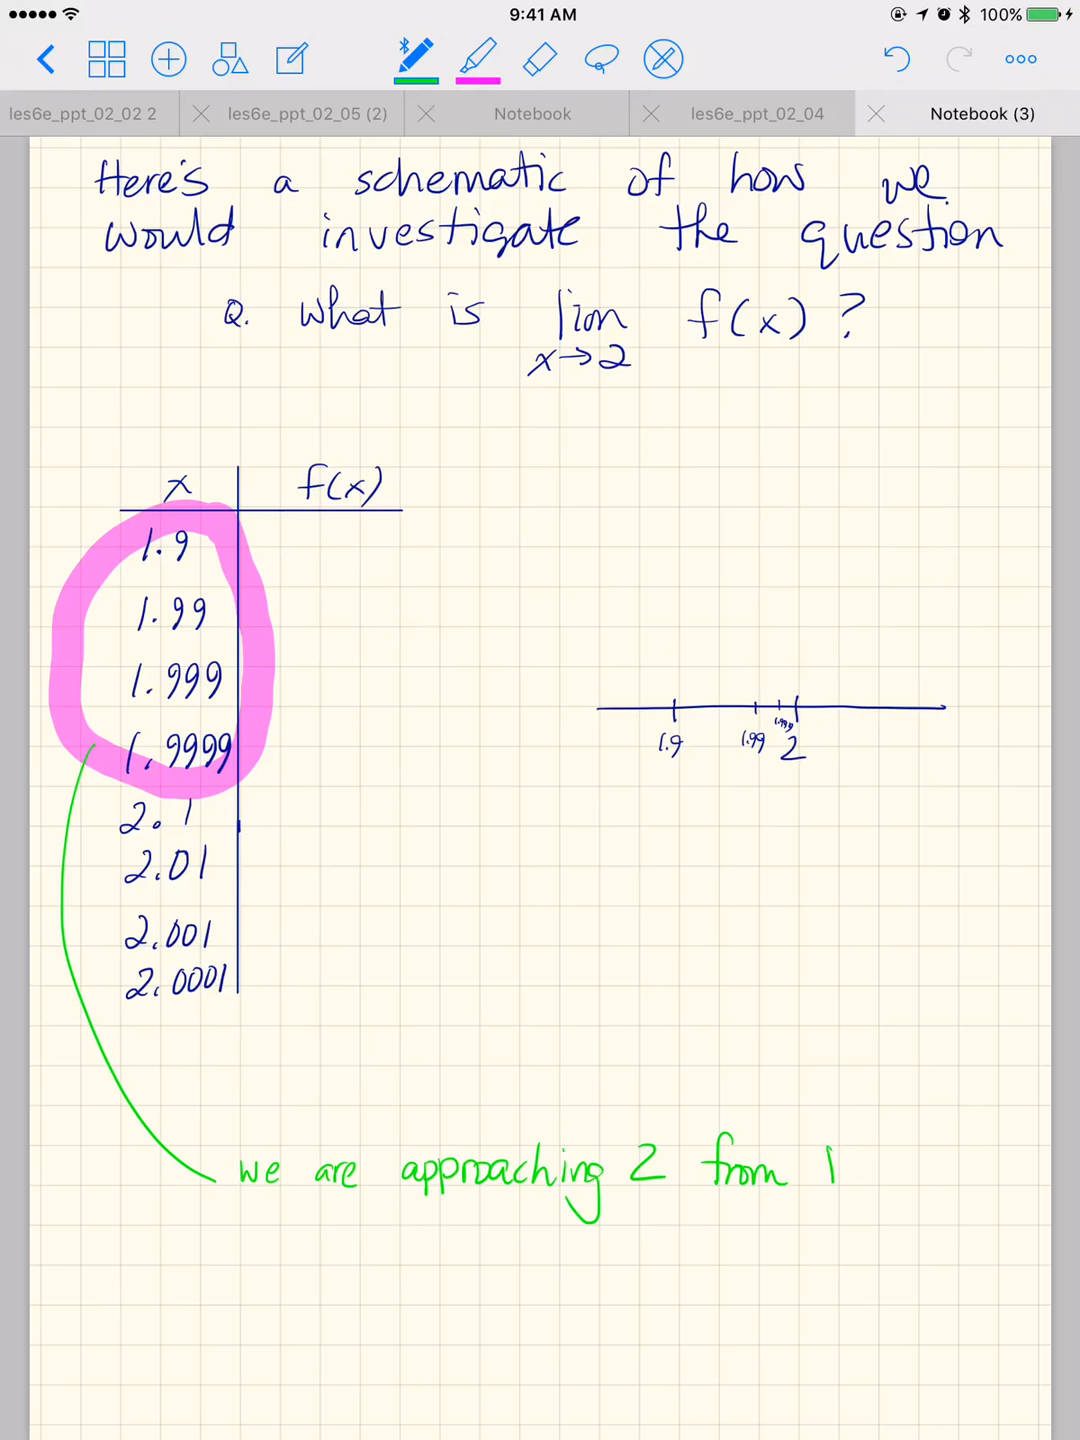 9:41 AM
100%
les6e_ppt_02_02 2
les6e_ppt_02_05 (2)
Notebook
les6e_ppt_02_04
Notebook (3)
Here's a schematic of how we
would investigate the question
Q. What is lim f(x)?
x→2
x f(x)
1.9
1.99
1.999
1.9999
2.1
2.01
2.001
2.0001
1.9 1.99 1.999 2
we are approaching 2 from l